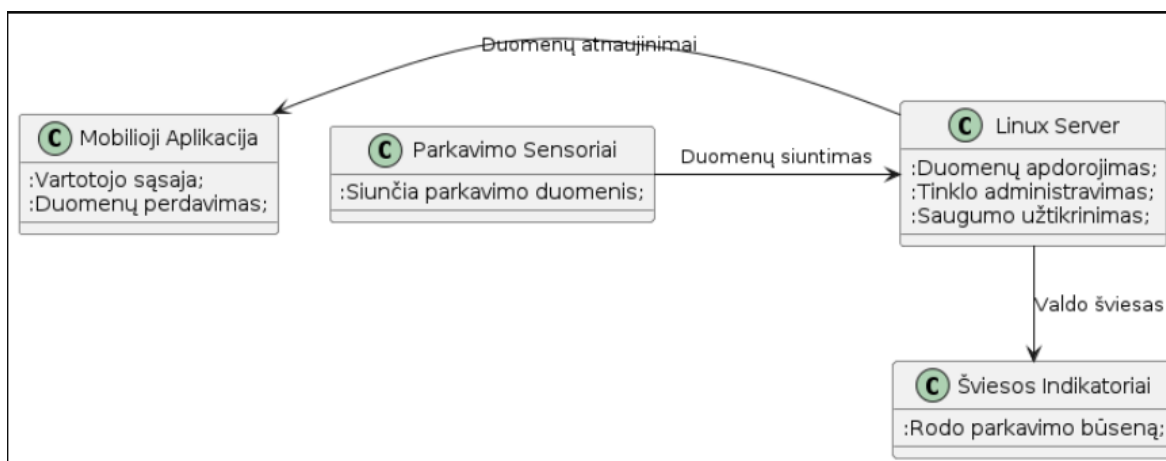 Duomenų atnaujinimai
C Mobilioji Aplikacija
:Vartotojo sąsaja;
:Duomenų perdavimas;
C Parkavimo Sensoriai
:Siunčia parkavimo duomenis;
Duomenų siuntimas
C Linux Server
:Duomenų apdorojimas;
:Tinklo administravimas;
:Saugumo užtikrinimas;
Valdo šviesas
C Šviesos Indikatoriai
:Rodo parkavimo būseną;